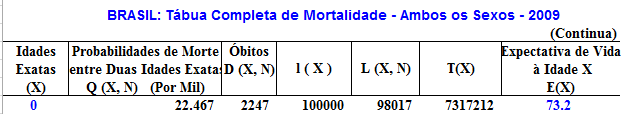 BRASIL: Tábua Completa de Mortalidade - Ambos os Sexos - 2009
(Continua)
Idades Probabilidades de Morte Óbitos Expectativa de Vida
Exatas entre Duas Idades Exatas D (X, N) l ( X ) L (X, N) T(X) à Idade X
(X) Q (X, N) (Por Mil) E(X)
0 22.467 2247 100000 98017 7317212 73.2